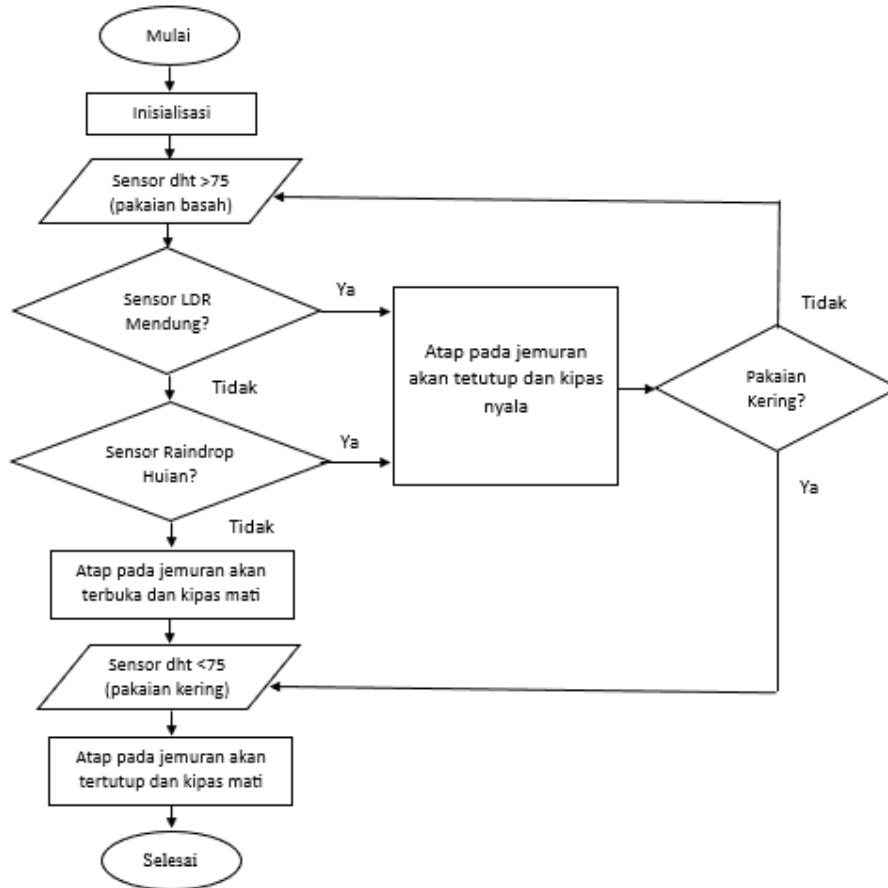 Mulai
Inisialisasi
Sensor dht >75
(pakaian basah)
Sensor LDR
Mendung?
Ya
Tidak
Sensor Raindrop
Huian?
Ya
Tidak
Atap pada jemuran
akan tetutup dan kipas
nyala
Pakaian
Kering?
Tidak
Ya
Atap pada jemuran akan
terbuka dan kipas mati
Sensor dht <75
(pakaian kering)
Atap pada jemuran akan
tertutup dan kipas mati
Selesai